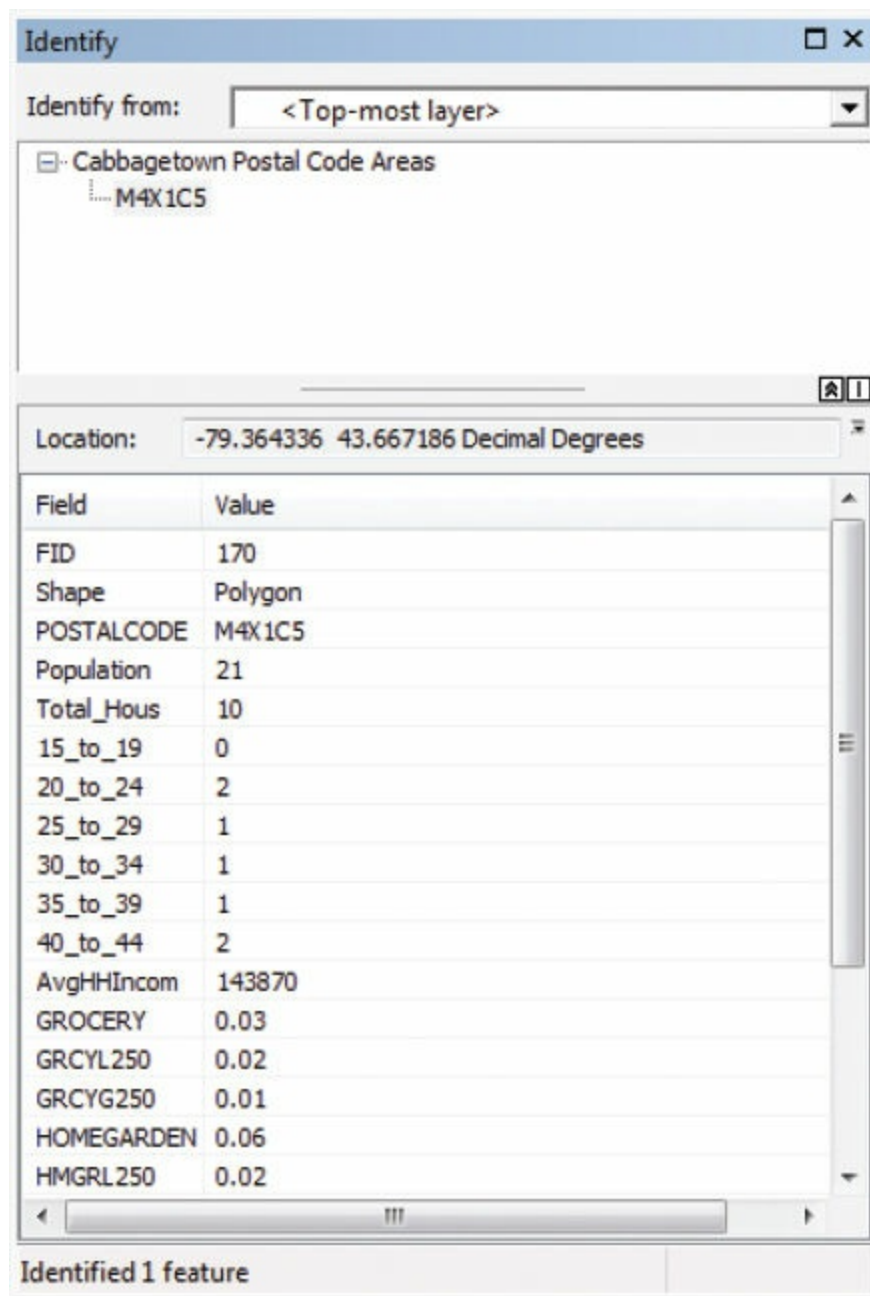 Identify
Identify from: <Top-most layer>
Cabbagetown Postal Code Areas
M4X1C5
Location: -79.364336 43.667186 Decimal Degrees
Field Value
FID 170
Shape Polygon
POSTALCODE M4X1C5
Population 21
Total_Hous 10
15_to_19 0
20_to_24 2
25_to_29 1
30_to_34 1
35_to_39 1
40_to_44 2
AvgHHIncom 143870
GROCERY 0.03
GRCYL250 0.02
GRCYG250 0.01
HOMEGARDEN 0.06
HMGRL250 0.02
Identified 1 feature